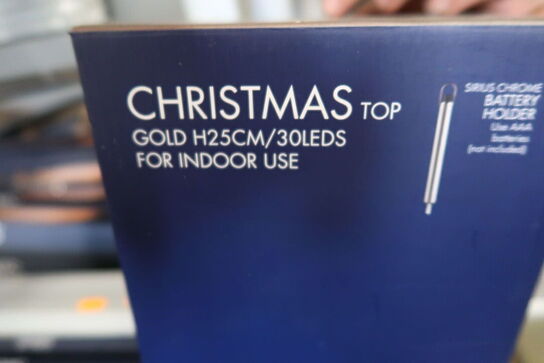 CHRISTMAS TOP
GOLD H25CM/30LEDS
FOR INDOOR USE
SIRIUS CHROME
BATTERY
HOLDER
Use AAA
batteries
(not included)